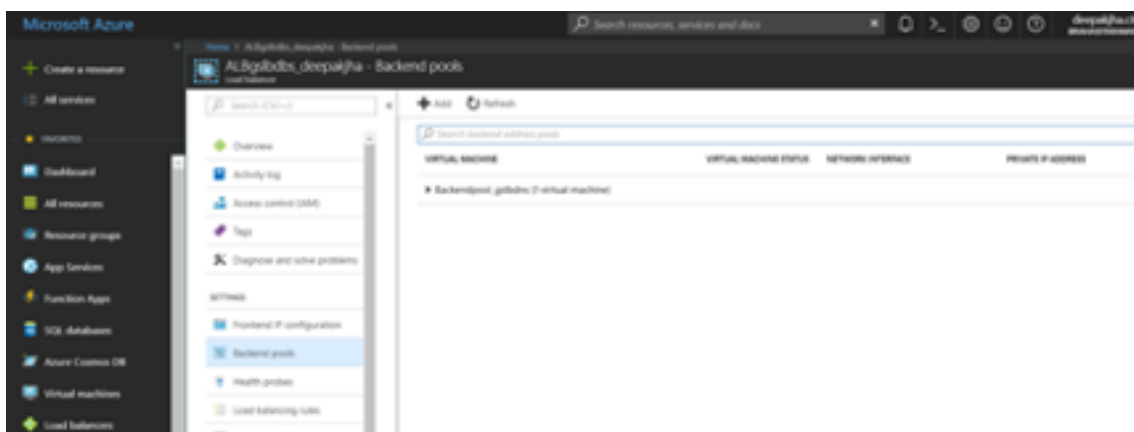 Microsoft Azure
Search resources, services and docs
Home > ALBgslbdbs_deepakjha - Backend pools
ALBgslbdbs_deepakjha - Backend pools
Load balancer
Create a resource
All services
FAVORITES
Dashboard
All resources
Resource groups
App Services
Function Apps
SQL databases
Azure Cosmos DB
Virtual machines
Load balancers
Search (Ctrl+/)
Overview
Activity log
Access control (IAM)
Tags
Diagnose and solve problems
SETTINGS
Frontend IP configuration
Backend pools
Health probes
Load balancing rules
Add Refresh
Search backend address pools
VIRTUAL MACHINE VIRTUAL MACHINE STATUS NETWORK INTERFACE PRIVATE IP ADDRESS
(1 virtual machine)